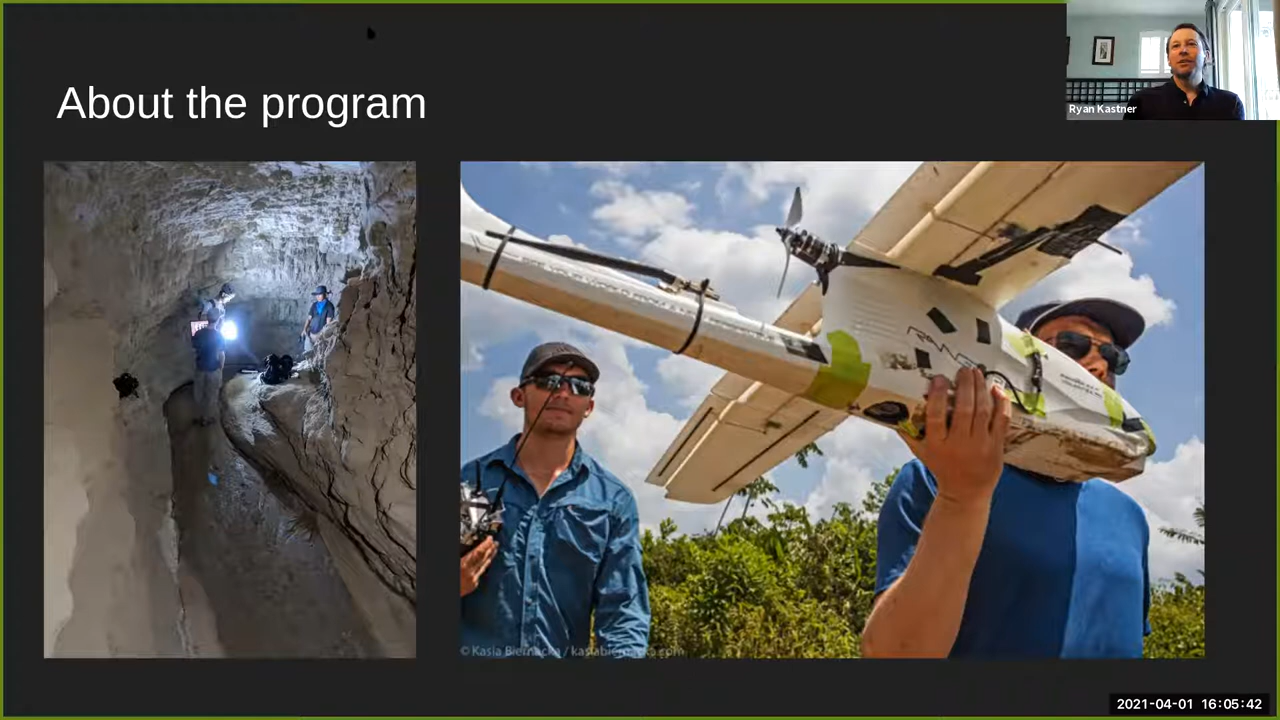 About the program
Ryan Kastner
© Kasia Biernacka / kasiabiernacka.com
2021-04-01 16:05:42